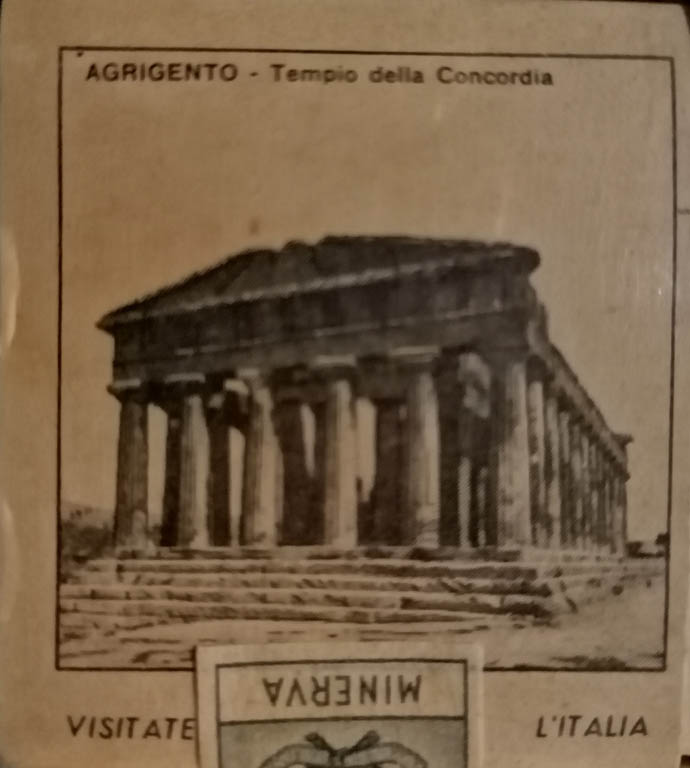 AGRIGENTO - Tempio della Concordia
MINERVA
VISITATE L'ITALIA